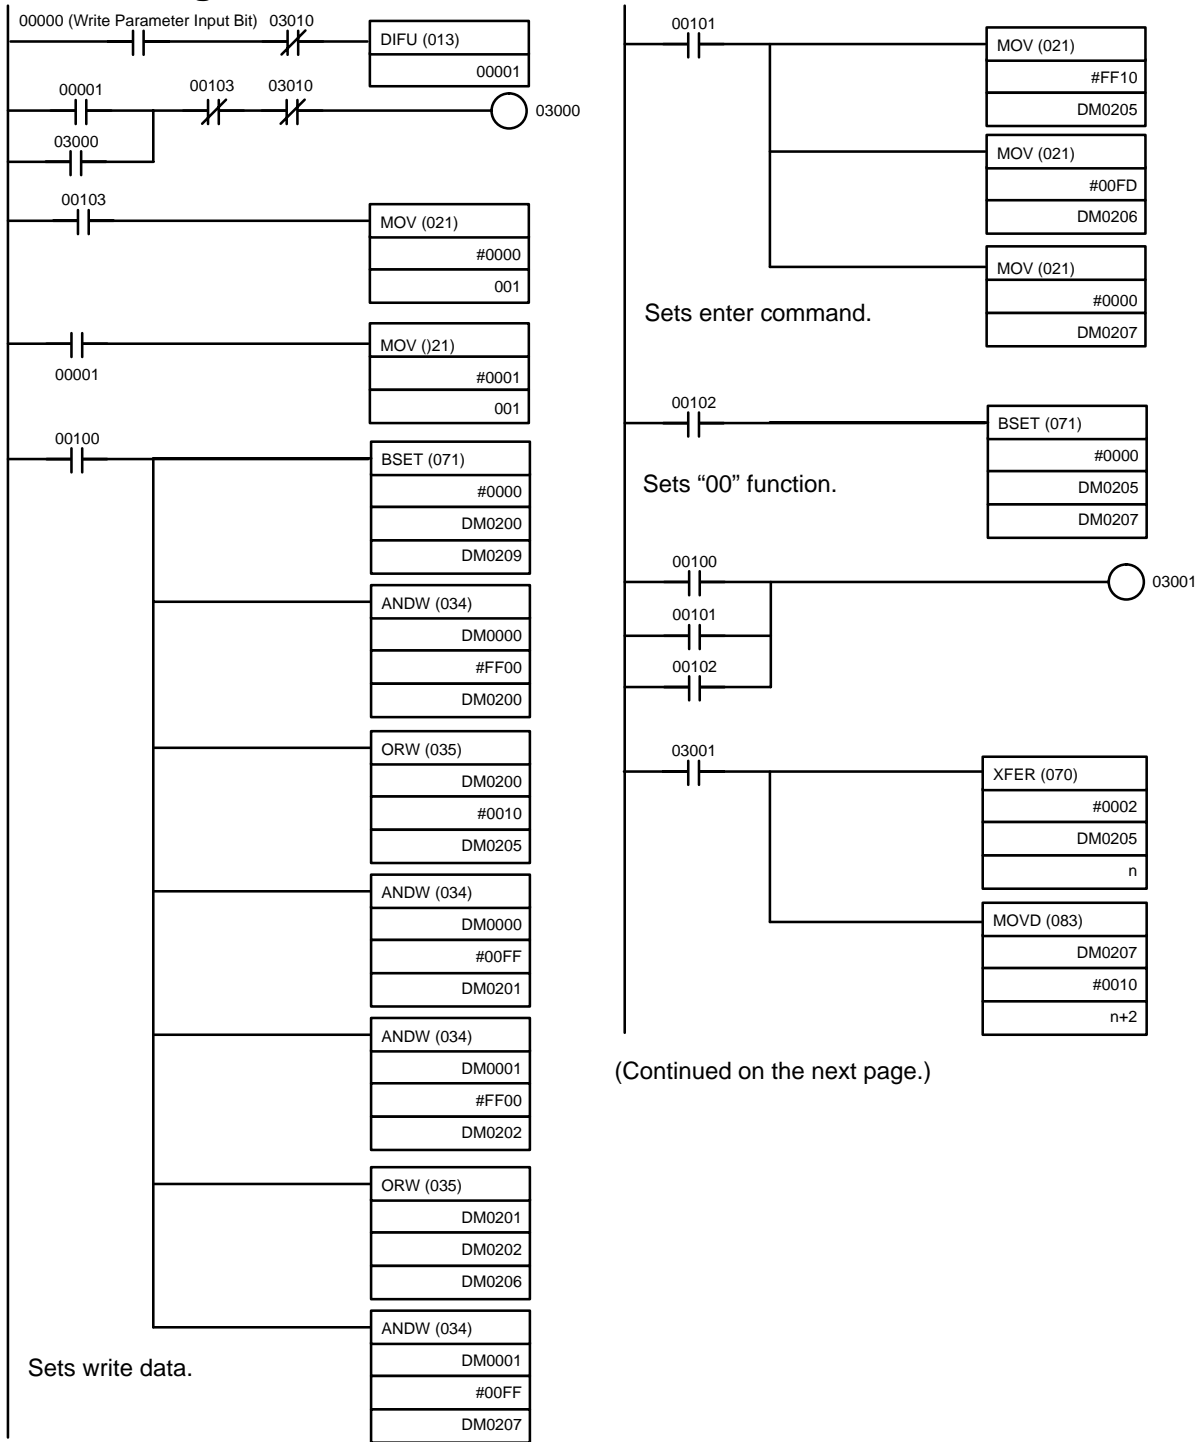 00000 (Write Parameter Input Bit) 03010
DIFU (013)
00001
00001 00103 03010
03000
03000
00103
MOV (021)
#0000
001
MOV ()21)
00001
#0001
001
00100
BSET (071)
#0000
DM0200
DM0209
ANDW (034)
DM0000
#FF00
DM0200
ORW (035)
DM0200
#0010
DM0205
ANDW (034)
DM0000
#00FF
DM0201
ANDW (034)
DM0001
#FF00
DM0202
ORW (035)
DM0201
DM0202
DM0206
ANDW (034)
DM0001
#00FF
DM0207
Sets write data.
00101
MOV (021)
#FF10
DM0205
MOV (021)
#00FD
DM0206
MOV (021)
#0000
DM0207
Sets enter command.
00102
BSET (071)
#0000
DM0205
DM0207
Sets “00” function.
00100
03001
00101
00102
03001
XFER (070)
#0002
DM0205
n
MOVD (083)
DM0207
#0010
n+2
(Continued on the next page.)